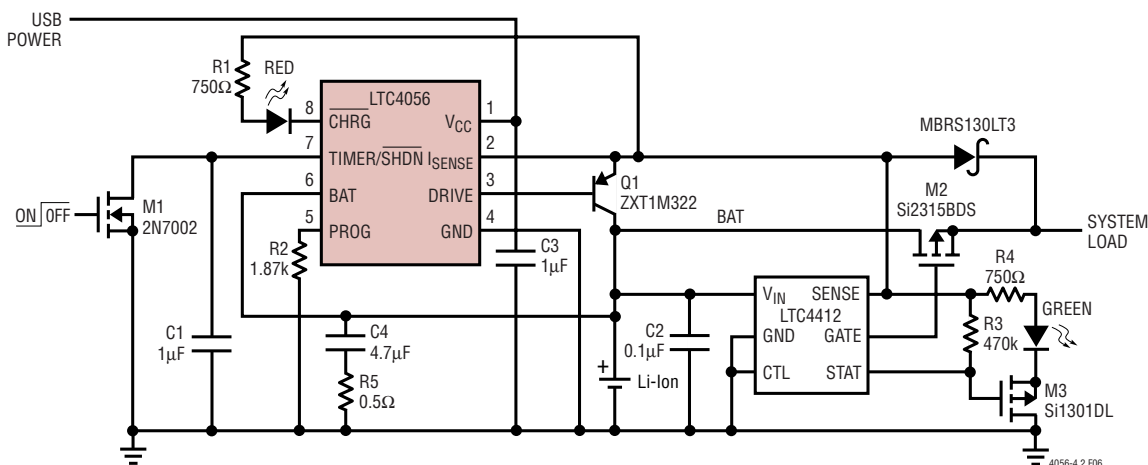 USB
POWER
R1
750Ω
RED
LTC4056
8
CHRG
1
VCC
7
TIMER/SHDN
2
ISENSE
6
BAT
3
DRIVE
5
PROG
4
GND
ON OFF
M1
2N7002
R2
1.87k
C1
1µF
C4
4.7µF
R5
0.5Ω
C3
1µF
Q1
ZXT1M322
BAT
MBRS130LT3
M2
Si2315BDS
SYSTEM
LOAD
C2
0.1µF
Li-Ion
+
VIN
SENSE
LTC4412
GND
GATE
CTL
STAT
R4
750Ω
GREEN
R3
470k
M3
Si1301DL
4056-4.2 F06